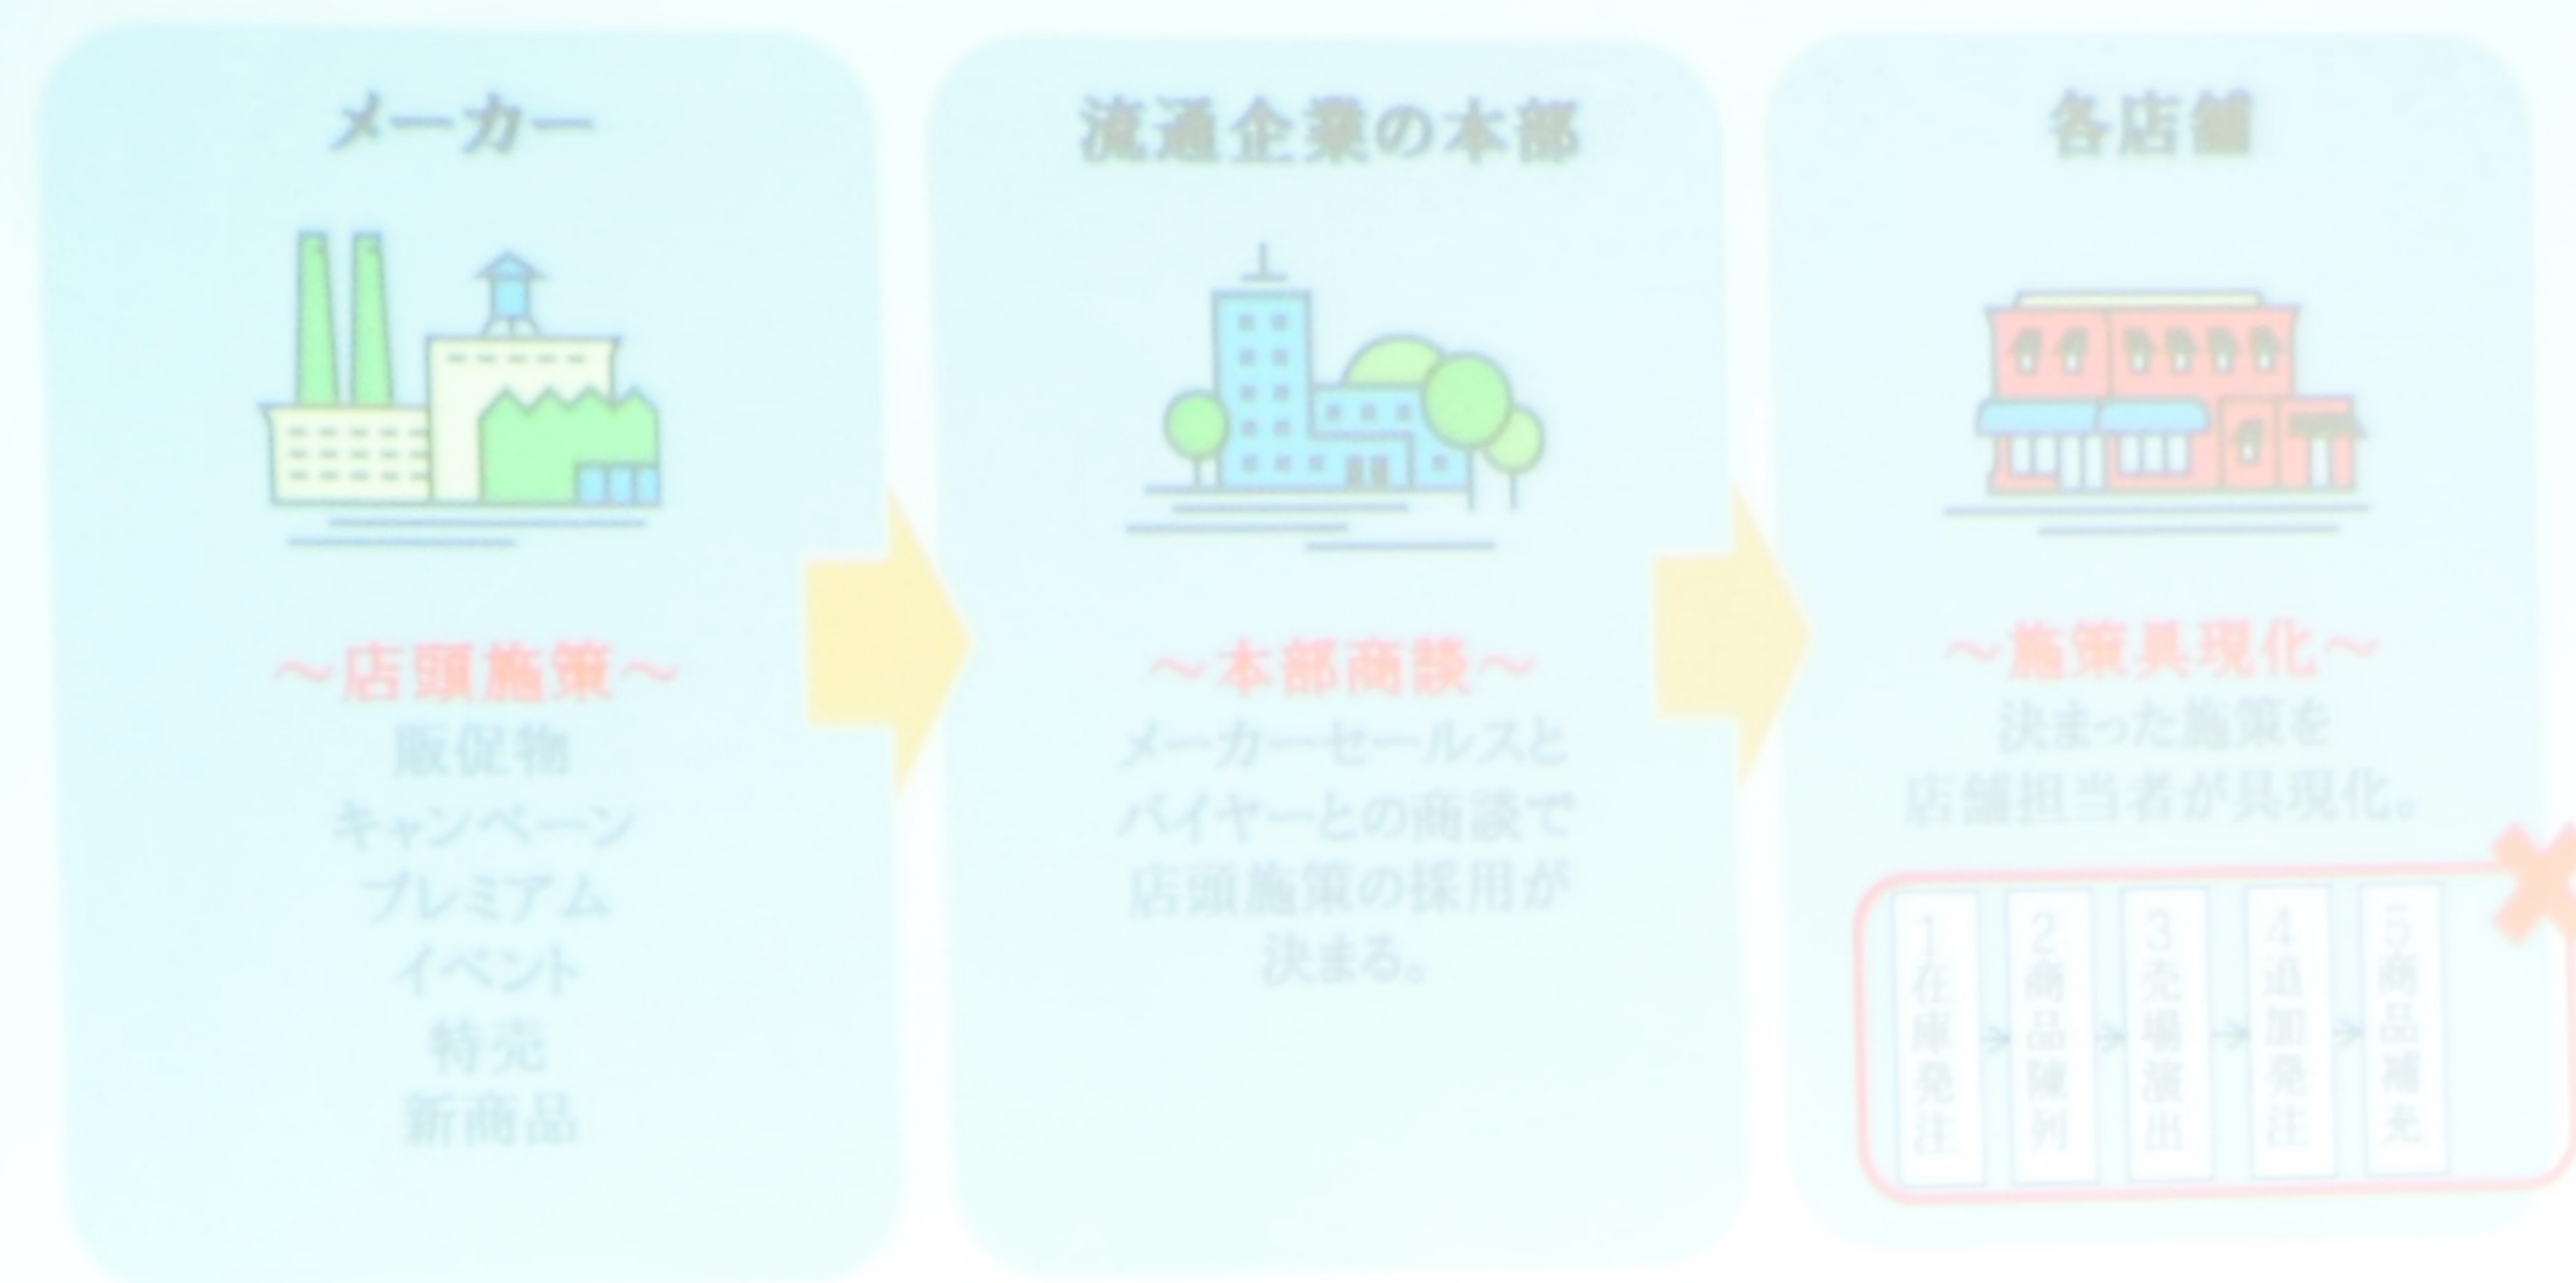 メーカー
～店頭施策～
販促物
キャンペーン
プレミアム
イベント
特売
新商品
流通企業の本部
～本部商談～
メーカーセールスと
バイヤーとの商談で
店頭施策の採用が
決まる。
各店舗
～施策具現化～
決まった施策を
店舗担当者が具現化。
1在庫発注
2商品陳列
3売場演出
4追加発注
5商品補充